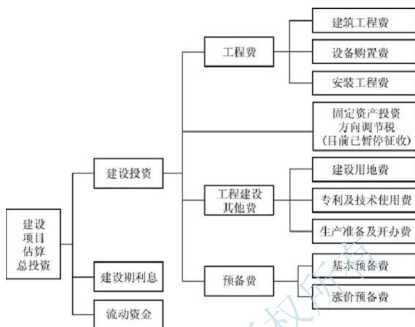 建筑工程费
工程费
设备购置费
安装工程费
固定资产投资
方向调节税
(目前已暂停征收)
建设投资
建设用地费
工程建设
其他费
专利及技术使用费
生产准备及开办费
建设
项目
估算
总投资
建设期利息
预备费
基本预备费
涨价预备费
流动资金
权所有